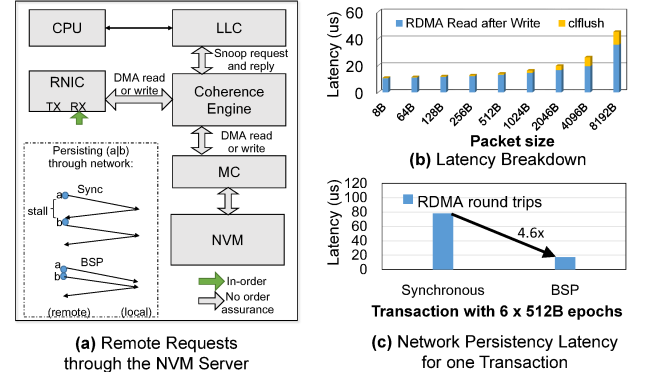 CPU
LLC
Snoop request
and reply
RNIC
TX RX
DMA read
or write
Coherence
Engine
DMA read
or write
MC
NVM
Persisting (a|b)
through network:
Sync
a
stall
b
BSP
a
b
(remote) (local)
In-order
No order
assurance
(a) Remote Requests
through the NVM Server
Latency (us)
60
40
20
0
RDMA Read after Write
clflush
8B 64B 128B 256B 512B 1024B 2046B 4096B 8192B
Packet size
(b) Latency Breakdown
Latency (us)
120
100
80
60
40
20
0
RDMA round trips
4.6x
Synchronous BSP
Transaction with 6 x 512B epochs
(c) Network Persistency Latency
for one Transaction